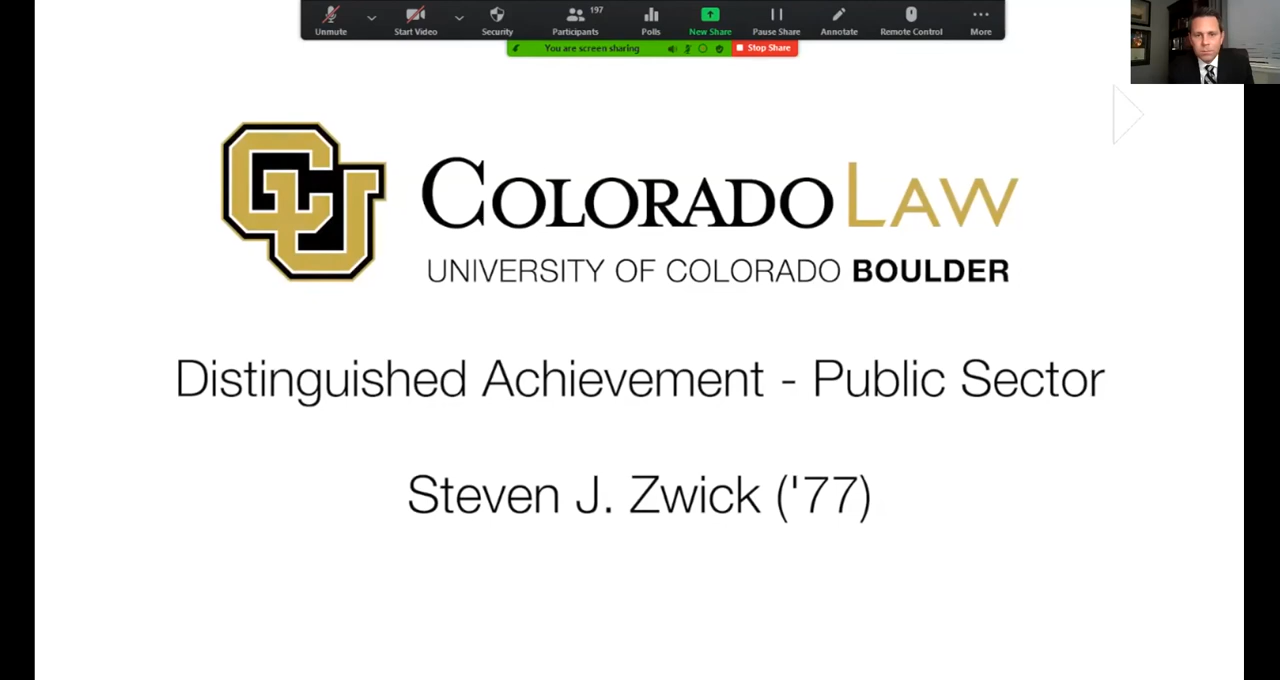 197
Unmute Start Video Security Participants Polls New Share Pause Share Annotate Remote Control More
You are screen sharing Stop Share
CU COLORADO LAW
UNIVERSITY OF COLORADO BOULDER
Distinguished Achievement - Public Sector
Steven J. Zwick ('77)